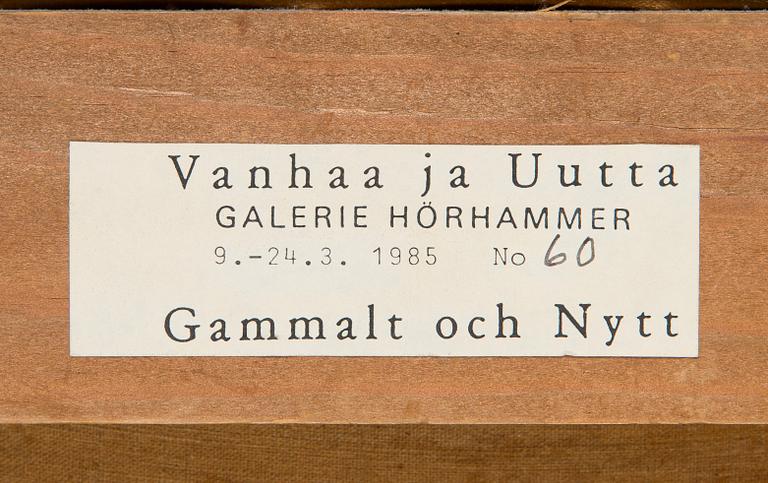 Vanhaa ja Uutta
GALERIE HÖRHAMMER
9.-24.3. 1985 No 60
Gammalt och Nytt